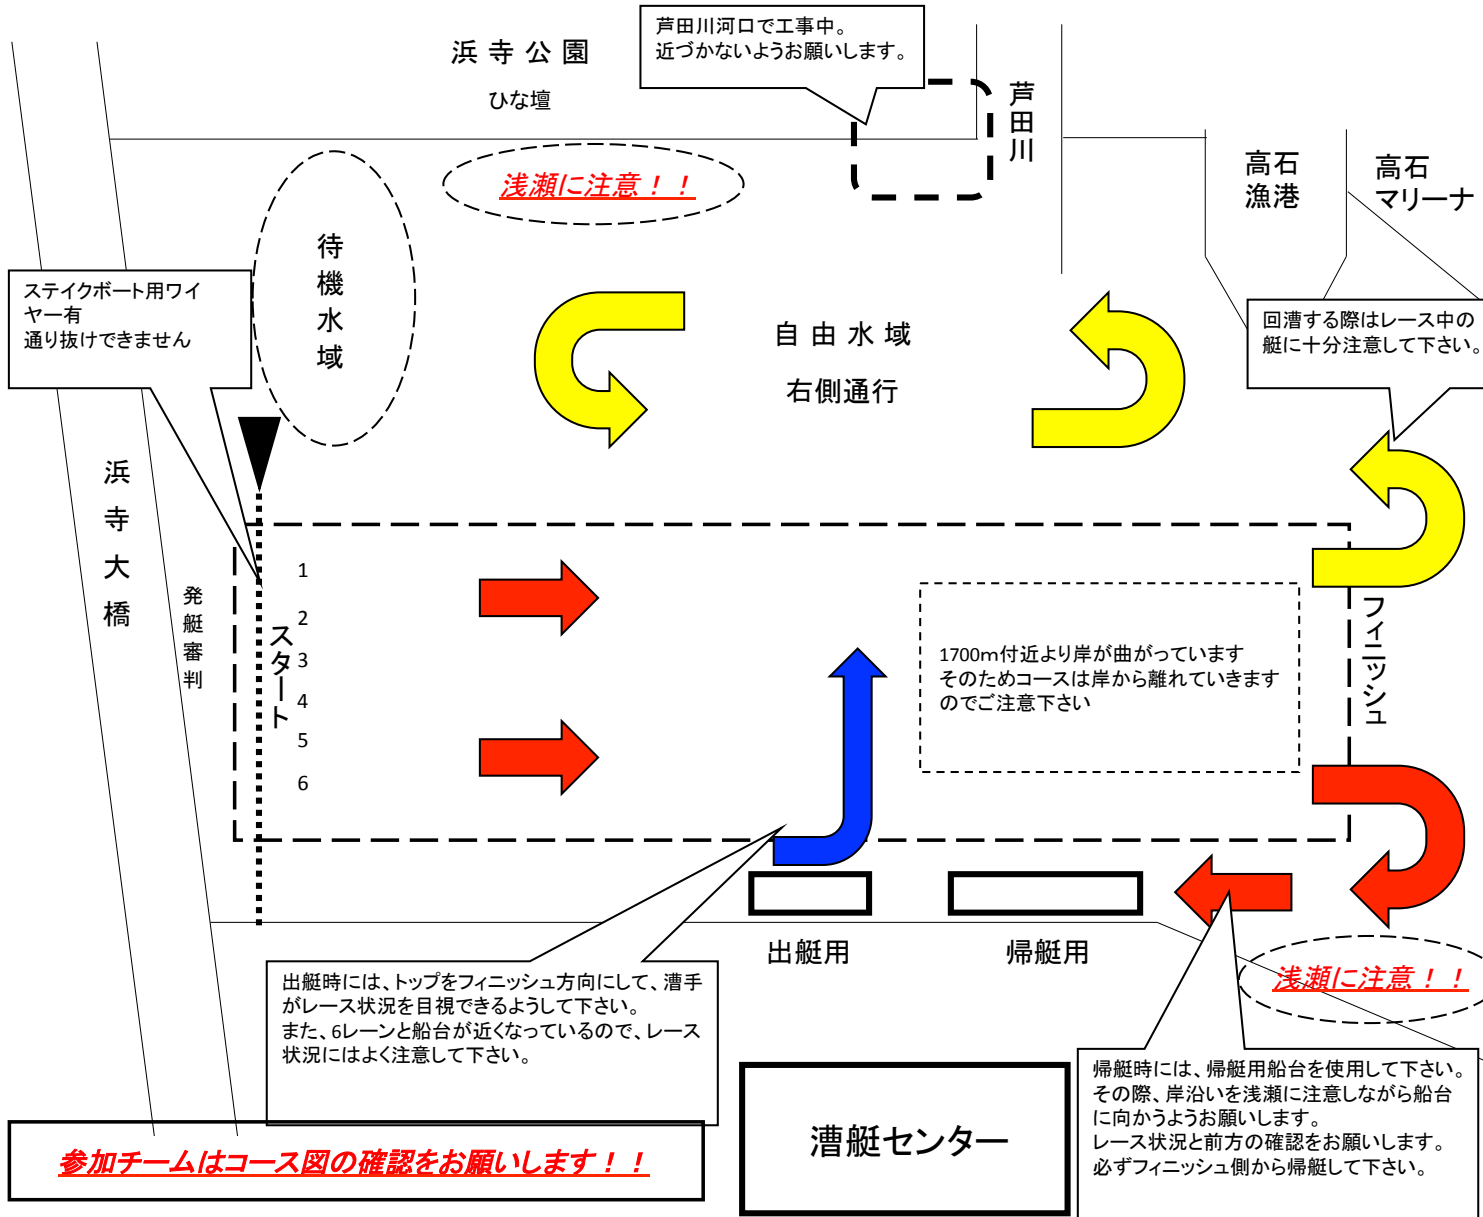 芦田川河口で工事中。
近づかないようお願いします。
浜 寺 公 園
ひな壇
芦田川
浅瀬に注意！！
高石
漁港
高石
マリーナ
待機水域
ステイクボート用ワイ
ヤー有
通り抜けできません
自 由 水 域
右側通行
回漕する際はレース中の
艇に十分注意して下さい。
浜寺大橋
発艇審判
スタート
1
2
3
4
5
6
1700m付近より岸が曲がっています
そのためコースは岸から離れていきます
のでご注意下さい
フィニッシュ
出艇用
帰艇用
浅瀬に注意！！
出艇時には、トップをフィニッシュ方向にして、漕手
がレース状況を目視できるようして下さい。
また、6レーンと船台が近くなっているので、レース
状況にはよく注意して下さい。
帰艇時には、帰艇用船台を使用して下さい。
その際、岸沿いを浅瀬に注意しながら船台
に向かうようお願いします。
レース状況と前方の確認をお願いします。
必ずフィニッシュ側から帰艇して下さい。
漕艇センター
参加チームはコース図の確認をお願いします！！